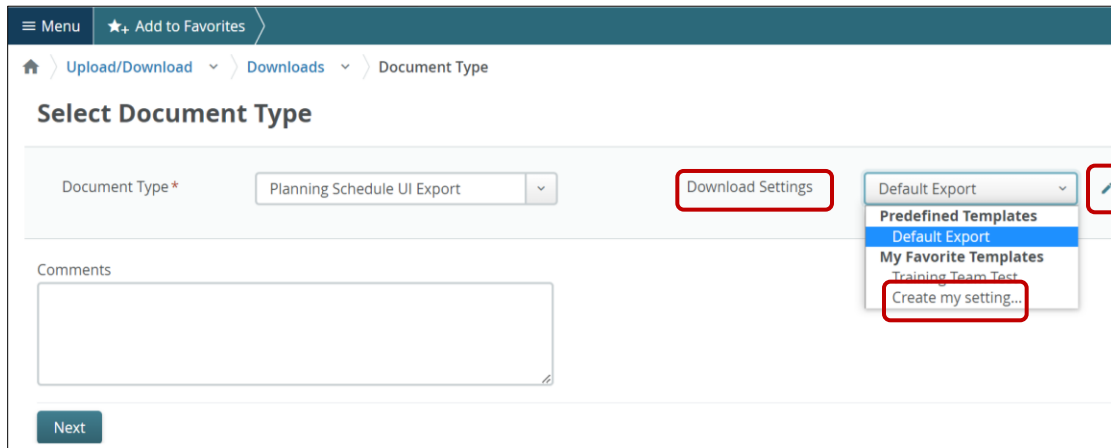 Menu
Add to Favorites
Upload/Download
Downloads
Document Type
Select Document Type
Document Type*
Planning Schedule UI Export
Download Settings
Default Export
Predefined Templates
Default Export
My Favorite Templates
Training Team Test
Create my setting...
Comments
Next